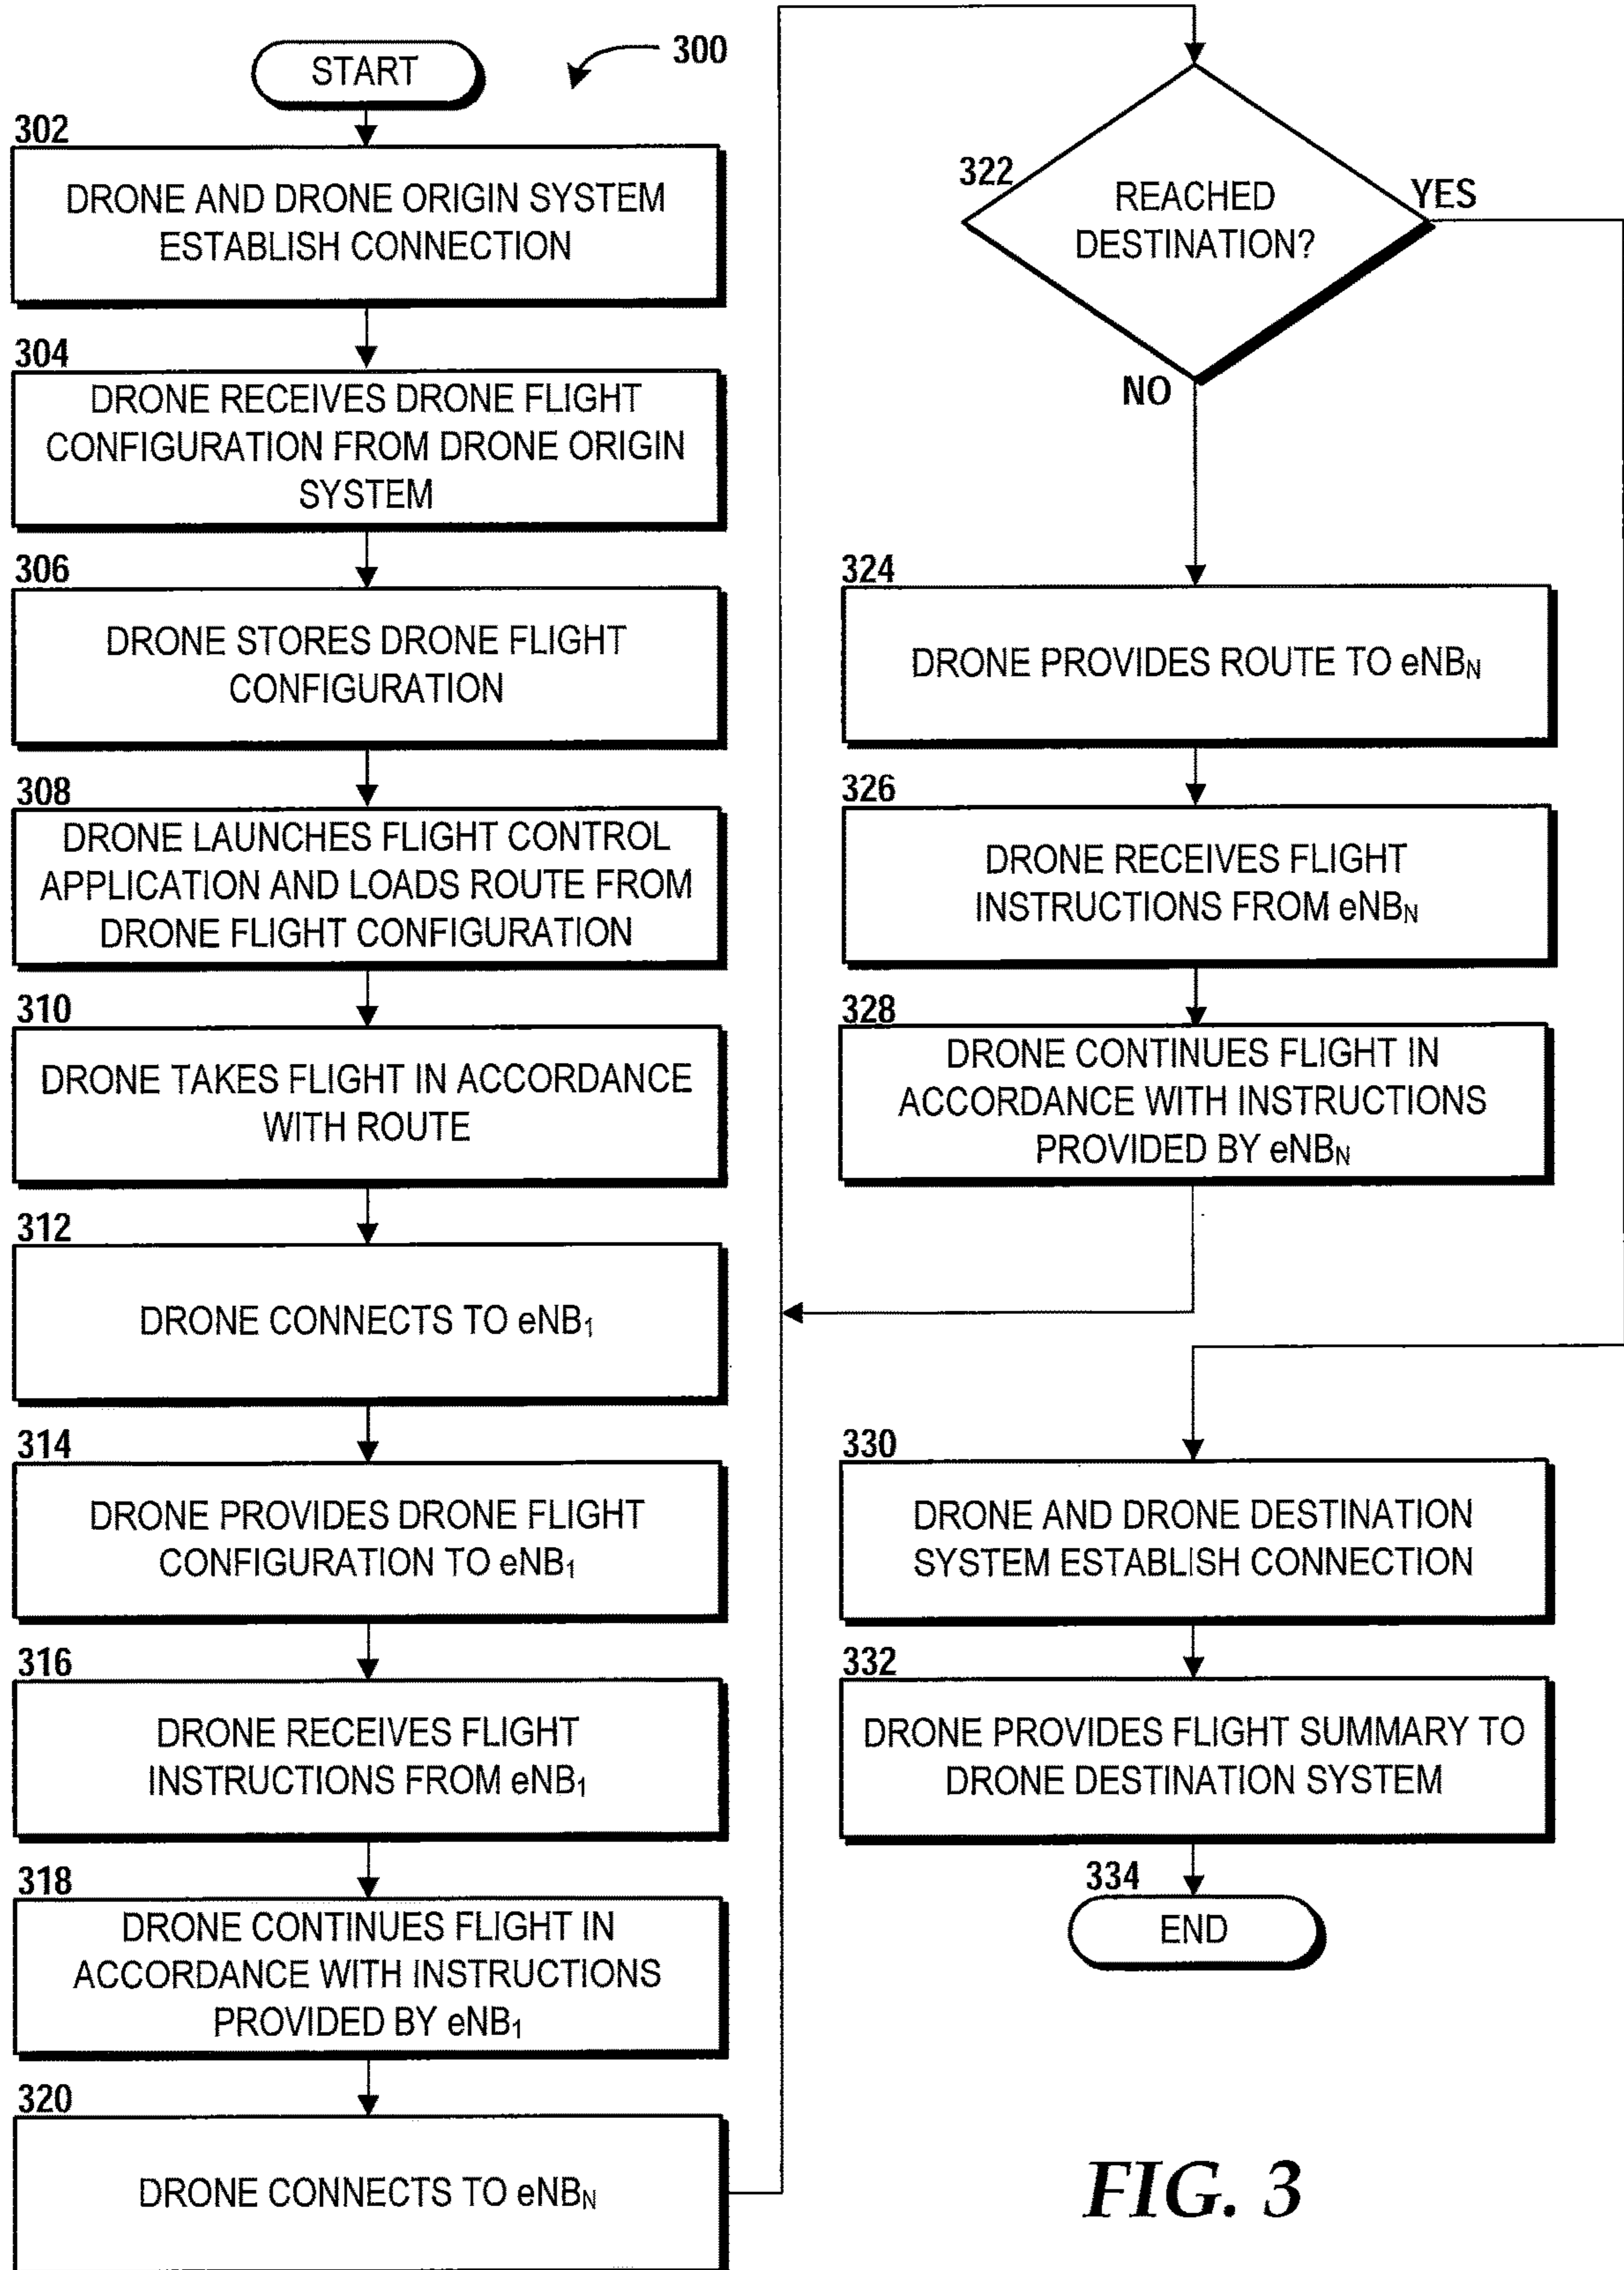 START
300
302
DRONE AND DRONE ORIGIN SYSTEM
ESTABLISH CONNECTION
304
DRONE RECEIVES DRONE FLIGHT
CONFIGURATION FROM DRONE ORIGIN
SYSTEM
306
DRONE STORES DRONE FLIGHT
CONFIGURATION
308
DRONE LAUNCHES FLIGHT CONTROL
APPLICATION AND LOADS ROUTE FROM
DRONE FLIGHT CONFIGURATION
310
DRONE TAKES FLIGHT IN ACCORDANCE
WITH ROUTE
312
DRONE CONNECTS TO eNB₁
314
DRONE PROVIDES DRONE FLIGHT
CONFIGURATION TO eNB₁
316
DRONE RECEIVES FLIGHT
INSTRUCTIONS FROM eNB₁
318
DRONE CONTINUES FLIGHT IN
ACCORDANCE WITH INSTRUCTIONS
PROVIDED BY eNB₁
320
DRONE CONNECTS TO eNBN
322
REACHED
DESTINATION?
YES
NO
324
DRONE PROVIDES ROUTE TO eNBN
326
DRONE RECEIVES FLIGHT
INSTRUCTIONS FROM eNBN
328
DRONE CONTINUES FLIGHT IN
ACCORDANCE WITH INSTRUCTIONS
PROVIDED BY eNBN
330
DRONE AND DRONE DESTINATION
SYSTEM ESTABLISH CONNECTION
332
DRONE PROVIDES FLIGHT SUMMARY TO
DRONE DESTINATION SYSTEM
334
END
FIG. 3